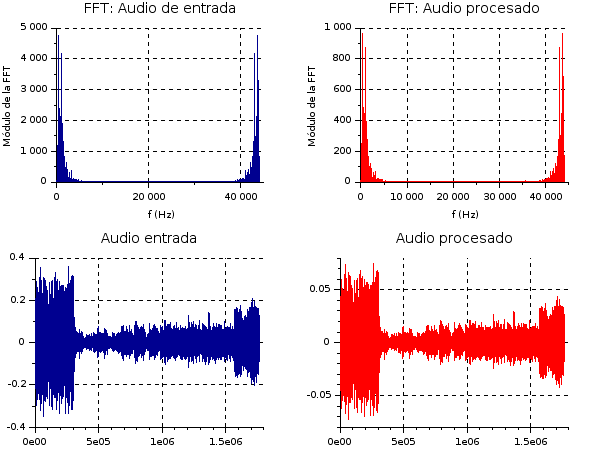 FFT: Audio de entrada
5 000
4 000
3 000
2 000
1 000
0
Módulo de la FFT
0
20 000
40 000
f (Hz)
FFT: Audio procesado
1 000
800
600
400
200
0
Módulo de la FFT
0
10 000
20 000
30 000
40 000
f (Hz)
Audio entrada
0.4
0.2
0
-0.2
-0.4
0e00
5e05
1e06
1.5e06
Audio procesado
0.05
0
-0.05
0e00
5e05
1e06
1.5e06